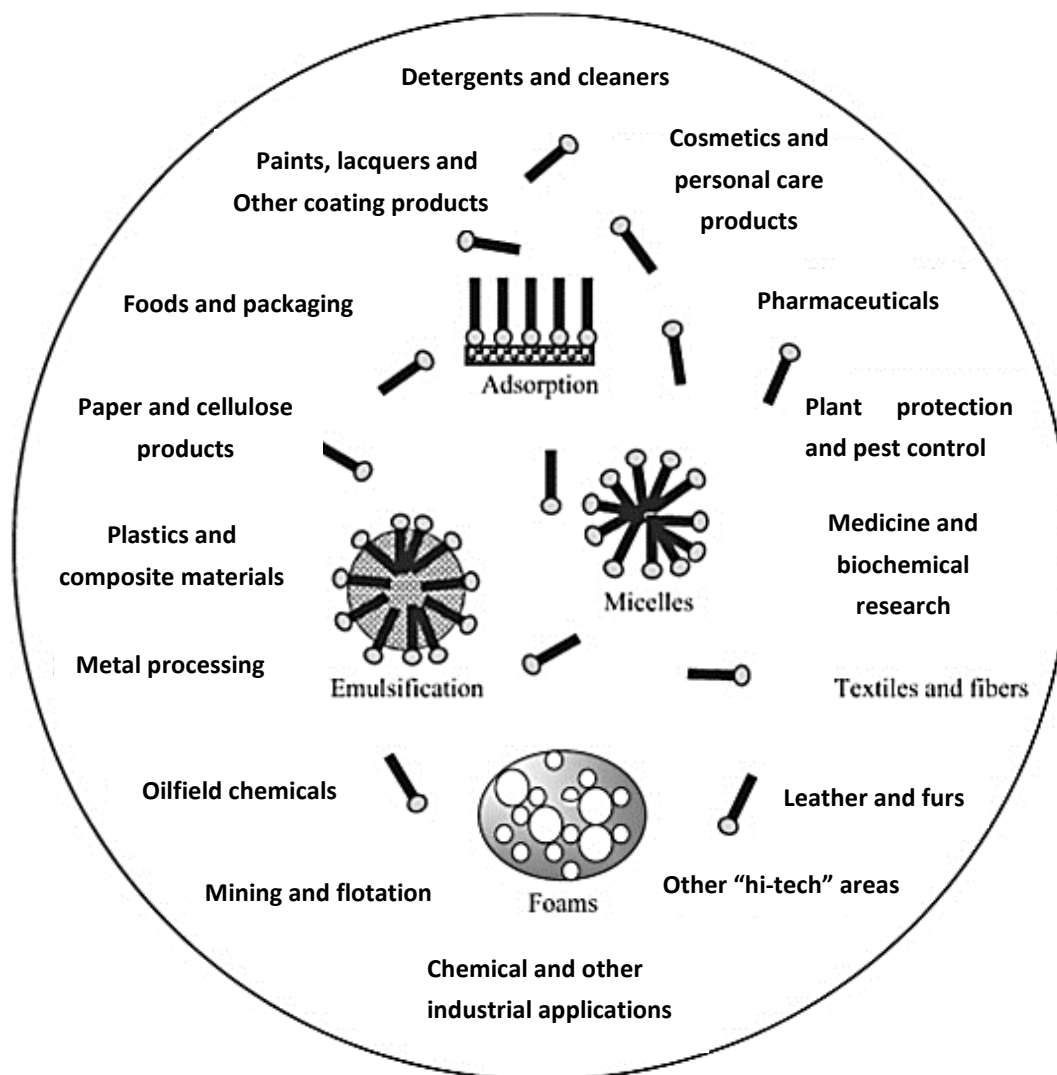 Detergents and cleaners
Cosmetics and
personal care
products
Paints, lacquers and
Other coating products
Foods and packaging
Pharmaceuticals
Adsorption
Paper and cellulose
products
Plant protection
and pest control
Plastics and
composite materials
Medicine and
biochemical
research
Micelles
Metal processing
Emulsification
Textiles and fibers
Oilfield chemicals
Leather and furs
Mining and flotation
Foams
Other “hi-tech” areas
Chemical and other
industrial applications